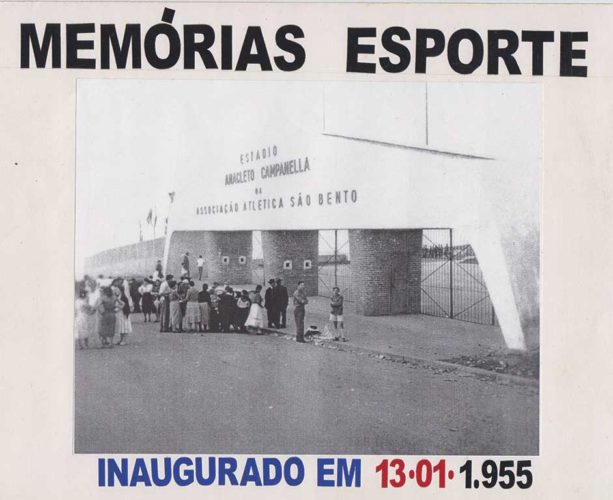 MEMÓRIAS ESPORTE
ESTADIO
ANACLETO CAMPANELLA
DA
ASSOCIAÇÃO ATLETICA SÃO BENTO
INAUGURADO EM 13·01·1.955